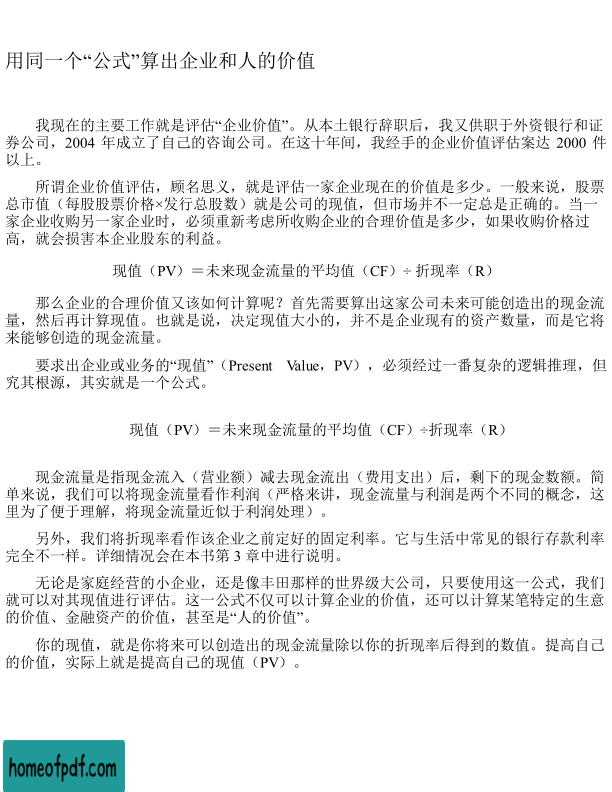 用同一个“公式”算出企业和人的价值
我现在的主要工作就是评估“企业价值”。从本土银行辞职后，我又供职于外资银行和证
券公司，2004 年成立了自己的咨询公司。在这十年间，我经手的企业价值评估案达 2000 件
以上。
所谓企业价值评估，顾名思义，就是评估一家企业现在的价值是多少。一般来说，股票
总市值（每股股票价格×发行总股数）就是公司的现值，但市场并不一定总是正确的。当一
家企业收购另一家企业时，必须重新考虑所收购企业的合理价值是多少，如果收购价格过
高，就会损害本企业股东的利益。
现值（PV）＝未来现金流量的平均值（CF）÷ 折现率（R）
那么企业的合理价值又该如何计算呢？首先需要算出这家公司未来可能创造出的现金流
量，然后再计算现值。也就是说，决定现值大小的，并不是企业现有的资产数量，而是它将
来能够创造的现金流量。
要求出企业或业务的“现值”（Present Value，PV），必须经过一番复杂的逻辑推理，但
究其根源，其实就是一个公式。
现值（PV）＝未来现金流量的平均值（CF）÷折现率（R）
现金流量是指现金流入（营业额）减去现金流出（费用支出）后，剩下的现金数额。简
单来说，我们可以将现金流量看作利润（严格来讲，现金流量与利润是两个不同的概念，这
里为了便于理解，将现金流量近似于利润处理）。
另外，我们将折现率看作该企业之前定好的固定利率。它与生活中常见的银行存款利率
完全不一样。详细情况会在本书第 3 章中进行说明。
无论是家庭经营的小企业，还是像丰田那样的世界级大公司，只要使用这一公式，我们
就可以对其现值进行评估。这一公式不仅可以计算企业的价值，还可以计算某笔特定的生意
的价值、金融资产的价值，甚至是“人的价值”。
你的现值，就是你将来可以创造出的现金流量除以你的折现率后得到的数值。提高自己
的价值，实际上就是提高自己的现值（PV）。
homeofpdf.com